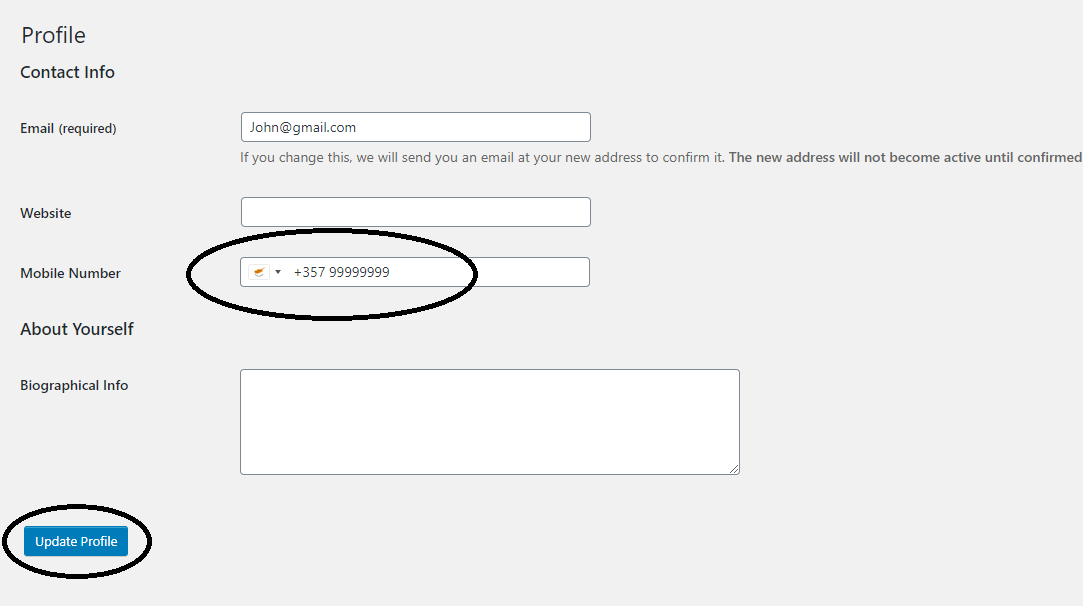 Profile
Contact Info
Email (required)
John@gmail.com
If you change this, we will send you an email at your new address to confirm it. The new address will not become active until confirmed
Website
Mobile Number
+357 99999999
About Yourself
Biographical Info
Update Profile